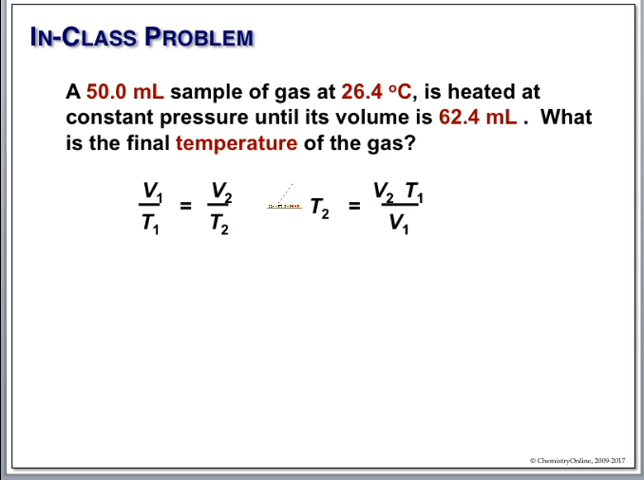 IN-CLASS PROBLEM
A 50.0 mL sample of gas at 26.4 °C, is heated at
constant pressure until its volume is 62.4 mL . What
is the final temperature of the gas?
V₁ / T₁ = V₂ / T₂ T₂ = V₂ T₁ / V₁
© ChemistryOnline, 2009-2017